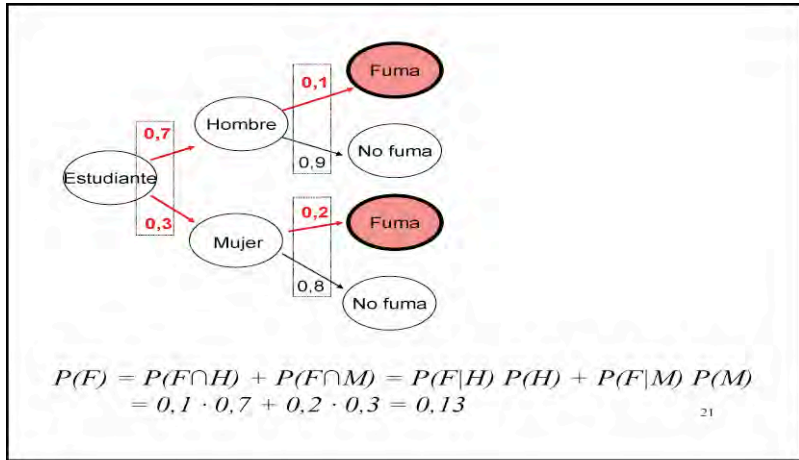 Fuma
0,1
Hombre
0,7
No fuma
0,9
Estudiante
0,3
0,2
Fuma
Mujer
0,8
No fuma
P(F) = P(F∩H) + P(F∩M) = P(F|H) P(H) + P(F|M) P(M)
= 0,1 · 0,7 + 0,2 · 0,3 = 0,13
21